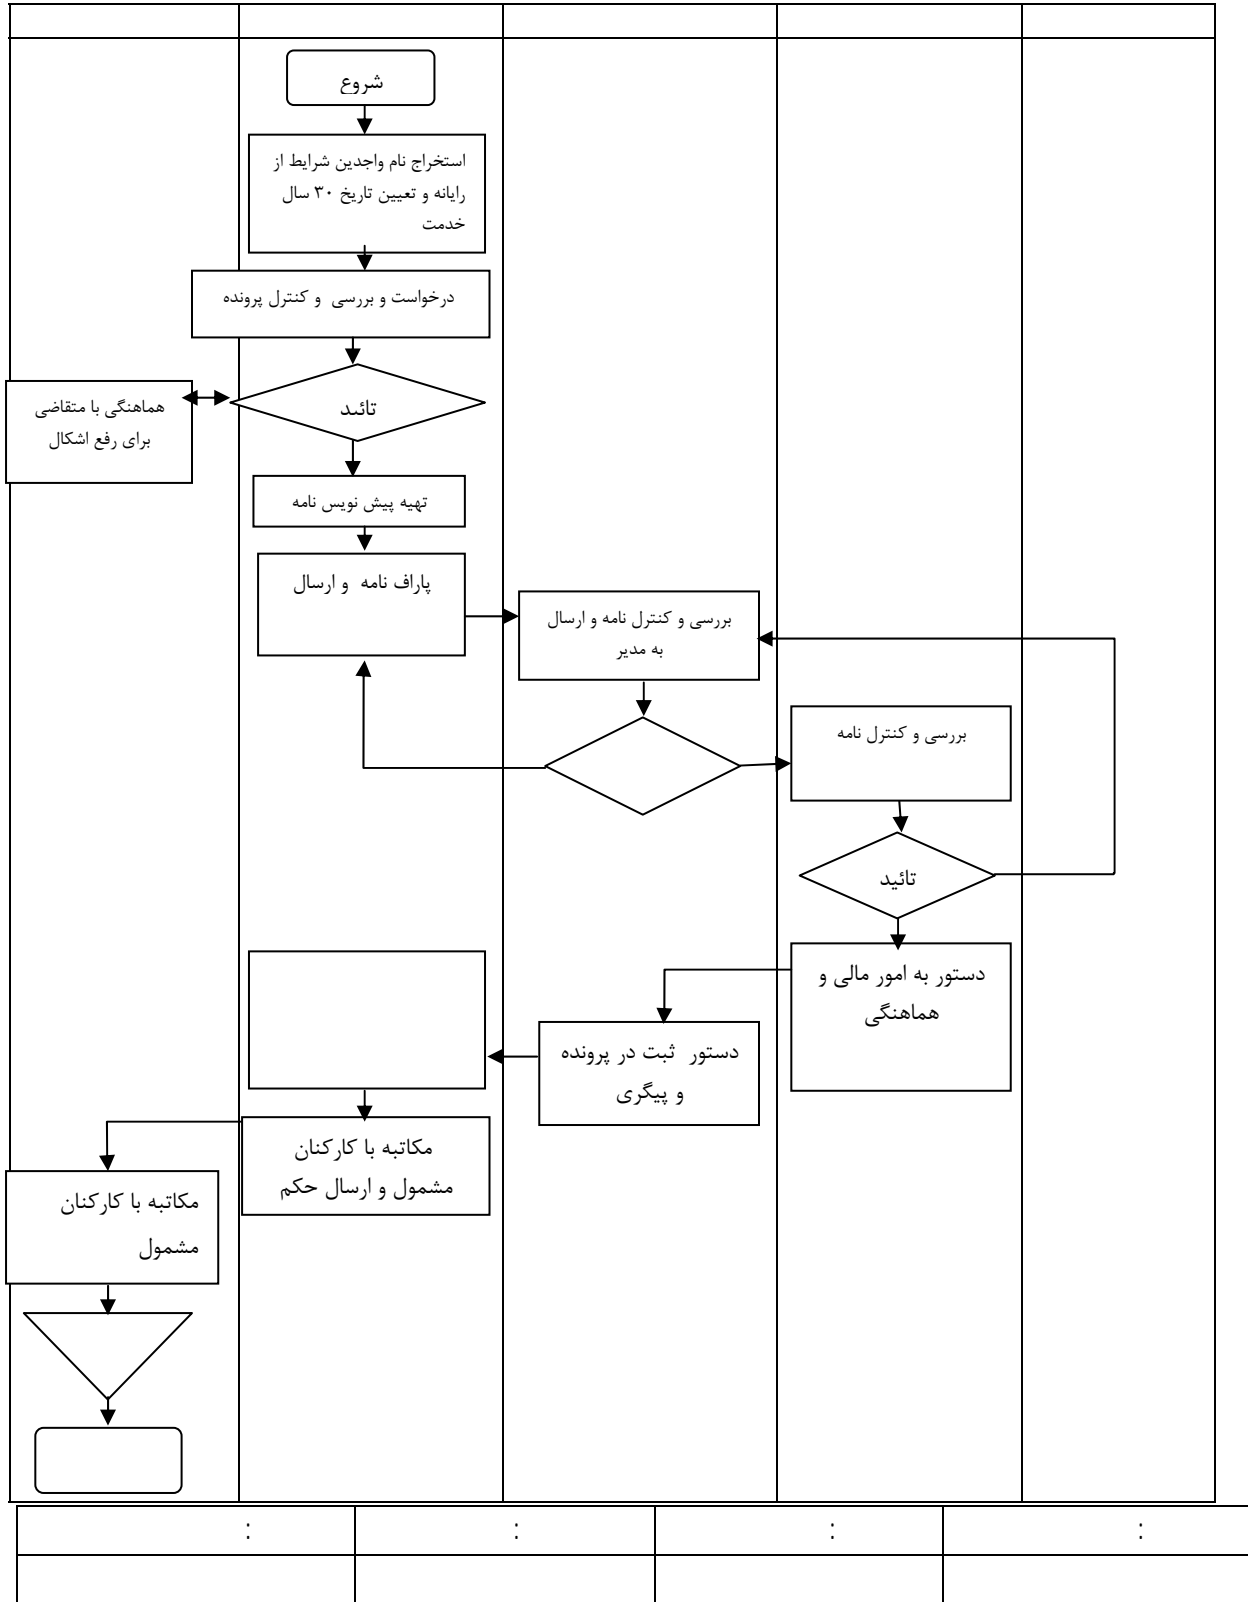 شروع
استخراج نام واجدین شرایط از
رایانه و تعیین تاریخ ۳۰ سال
خدمت
درخواست و بررسی و کنترل پرونده
تائید
هماهنگی با متقاضی
برای رفع اشکال
تهیه پیش نویس نامه
پاراف نامه و ارسال
بررسی و کنترل نامه و ارسال
به مدیر
بررسی و کنترل نامه
تائید
دستور به امور مالی و
هماهنگی
دستور ثبت در پرونده
و پیگری
مکاتبه با کارکنان
مشمول و ارسال حکم
مکاتبه با کارکنان
مشمول
: : : :